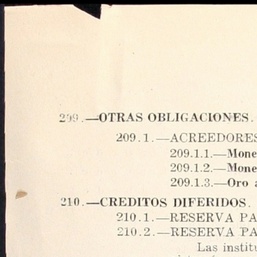 209.—OTRAS OBLIGACIONES.
209.1.—ACREEDORES
209.1.1.—Mone
209.1.2.—Mone
209.1.3.—Oro a
210.—CREDITOS DIFERIDOS.
210.1.—RESERVA PA
210.2.—RESERVA PA
Las institu